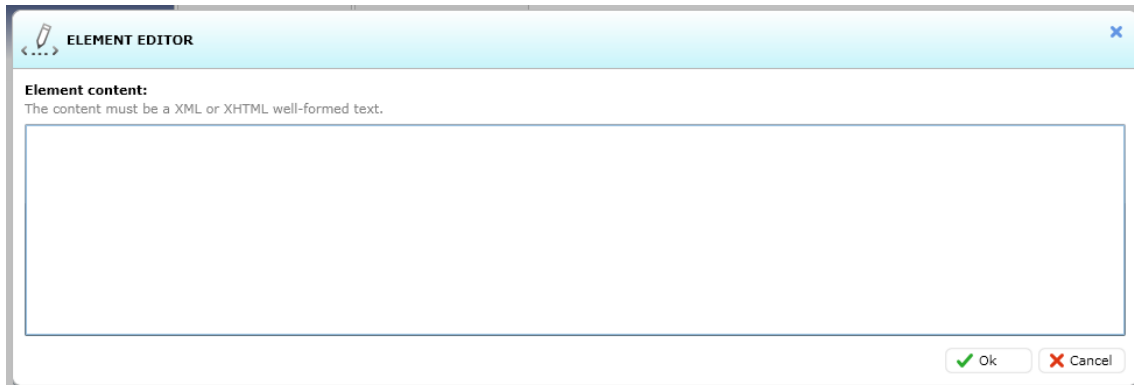 ELEMENT EDITOR
Element content:
The content must be a XML or XHTML well-formed text.
Ok
Cancel